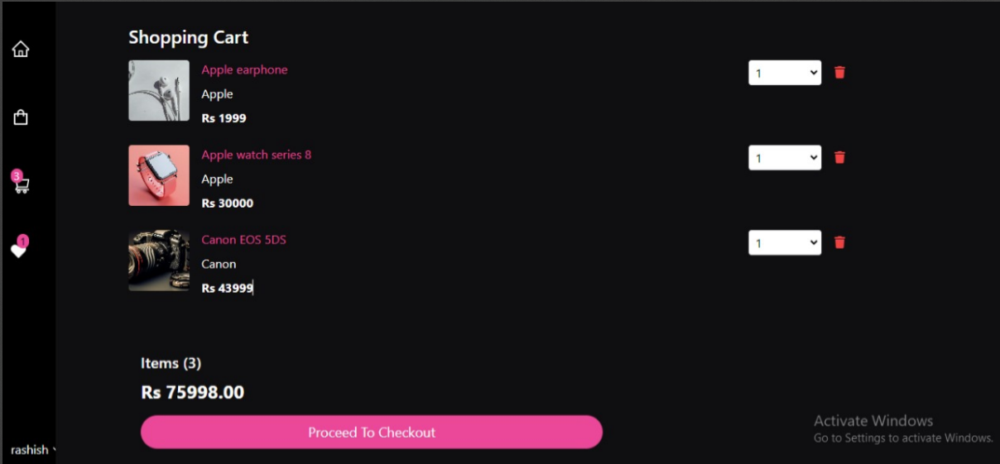 Shopping Cart
Apple earphone
Apple
Rs 1999
1
Apple watch series 8
Apple
Rs 30000
1
Canon EOS 5DS
Canon
Rs 43999
1
3
1
Items (3)
Rs 75998.00
Proceed To Checkout
Activate Windows
Go to Settings to activate Windows.
rashish